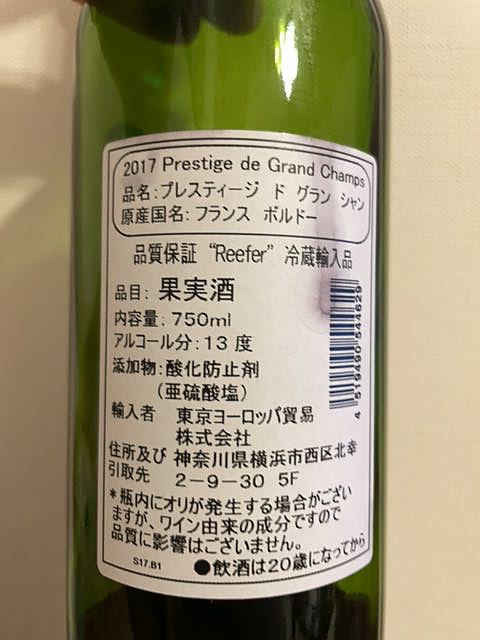 2017 Prestige de Grand Champs
品名：プレスティージ ド グラン シャン
原産国名：フランス ボルドー
品質保証 “Reefer” 冷蔵輸入品
品目：果実酒
内容量：750ml
アルコール分：13度
添加物：酸化防止剤
（亜硫酸塩）
輸入者 東京ヨーロッパ貿易
株式会社
住所及び 神奈川県横浜市西区北幸
引取先 2－9－30 5F
＊瓶内にオリが発生する場合がござい
ますが、ワイン由来の成分ですので
品質に影響はございません。
S17.B1
●飲酒は20歳になってから
4 519490 544629